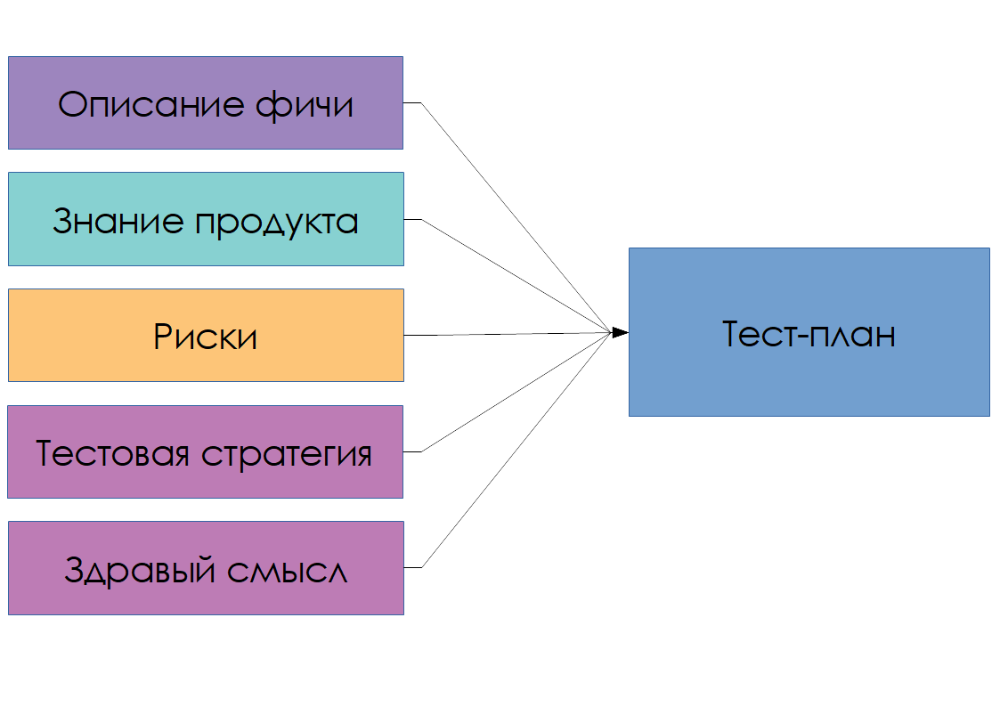 Описание фичи
Знание продукта
Риски
Тестовая стратегия
Здравый смысл
Тест-план